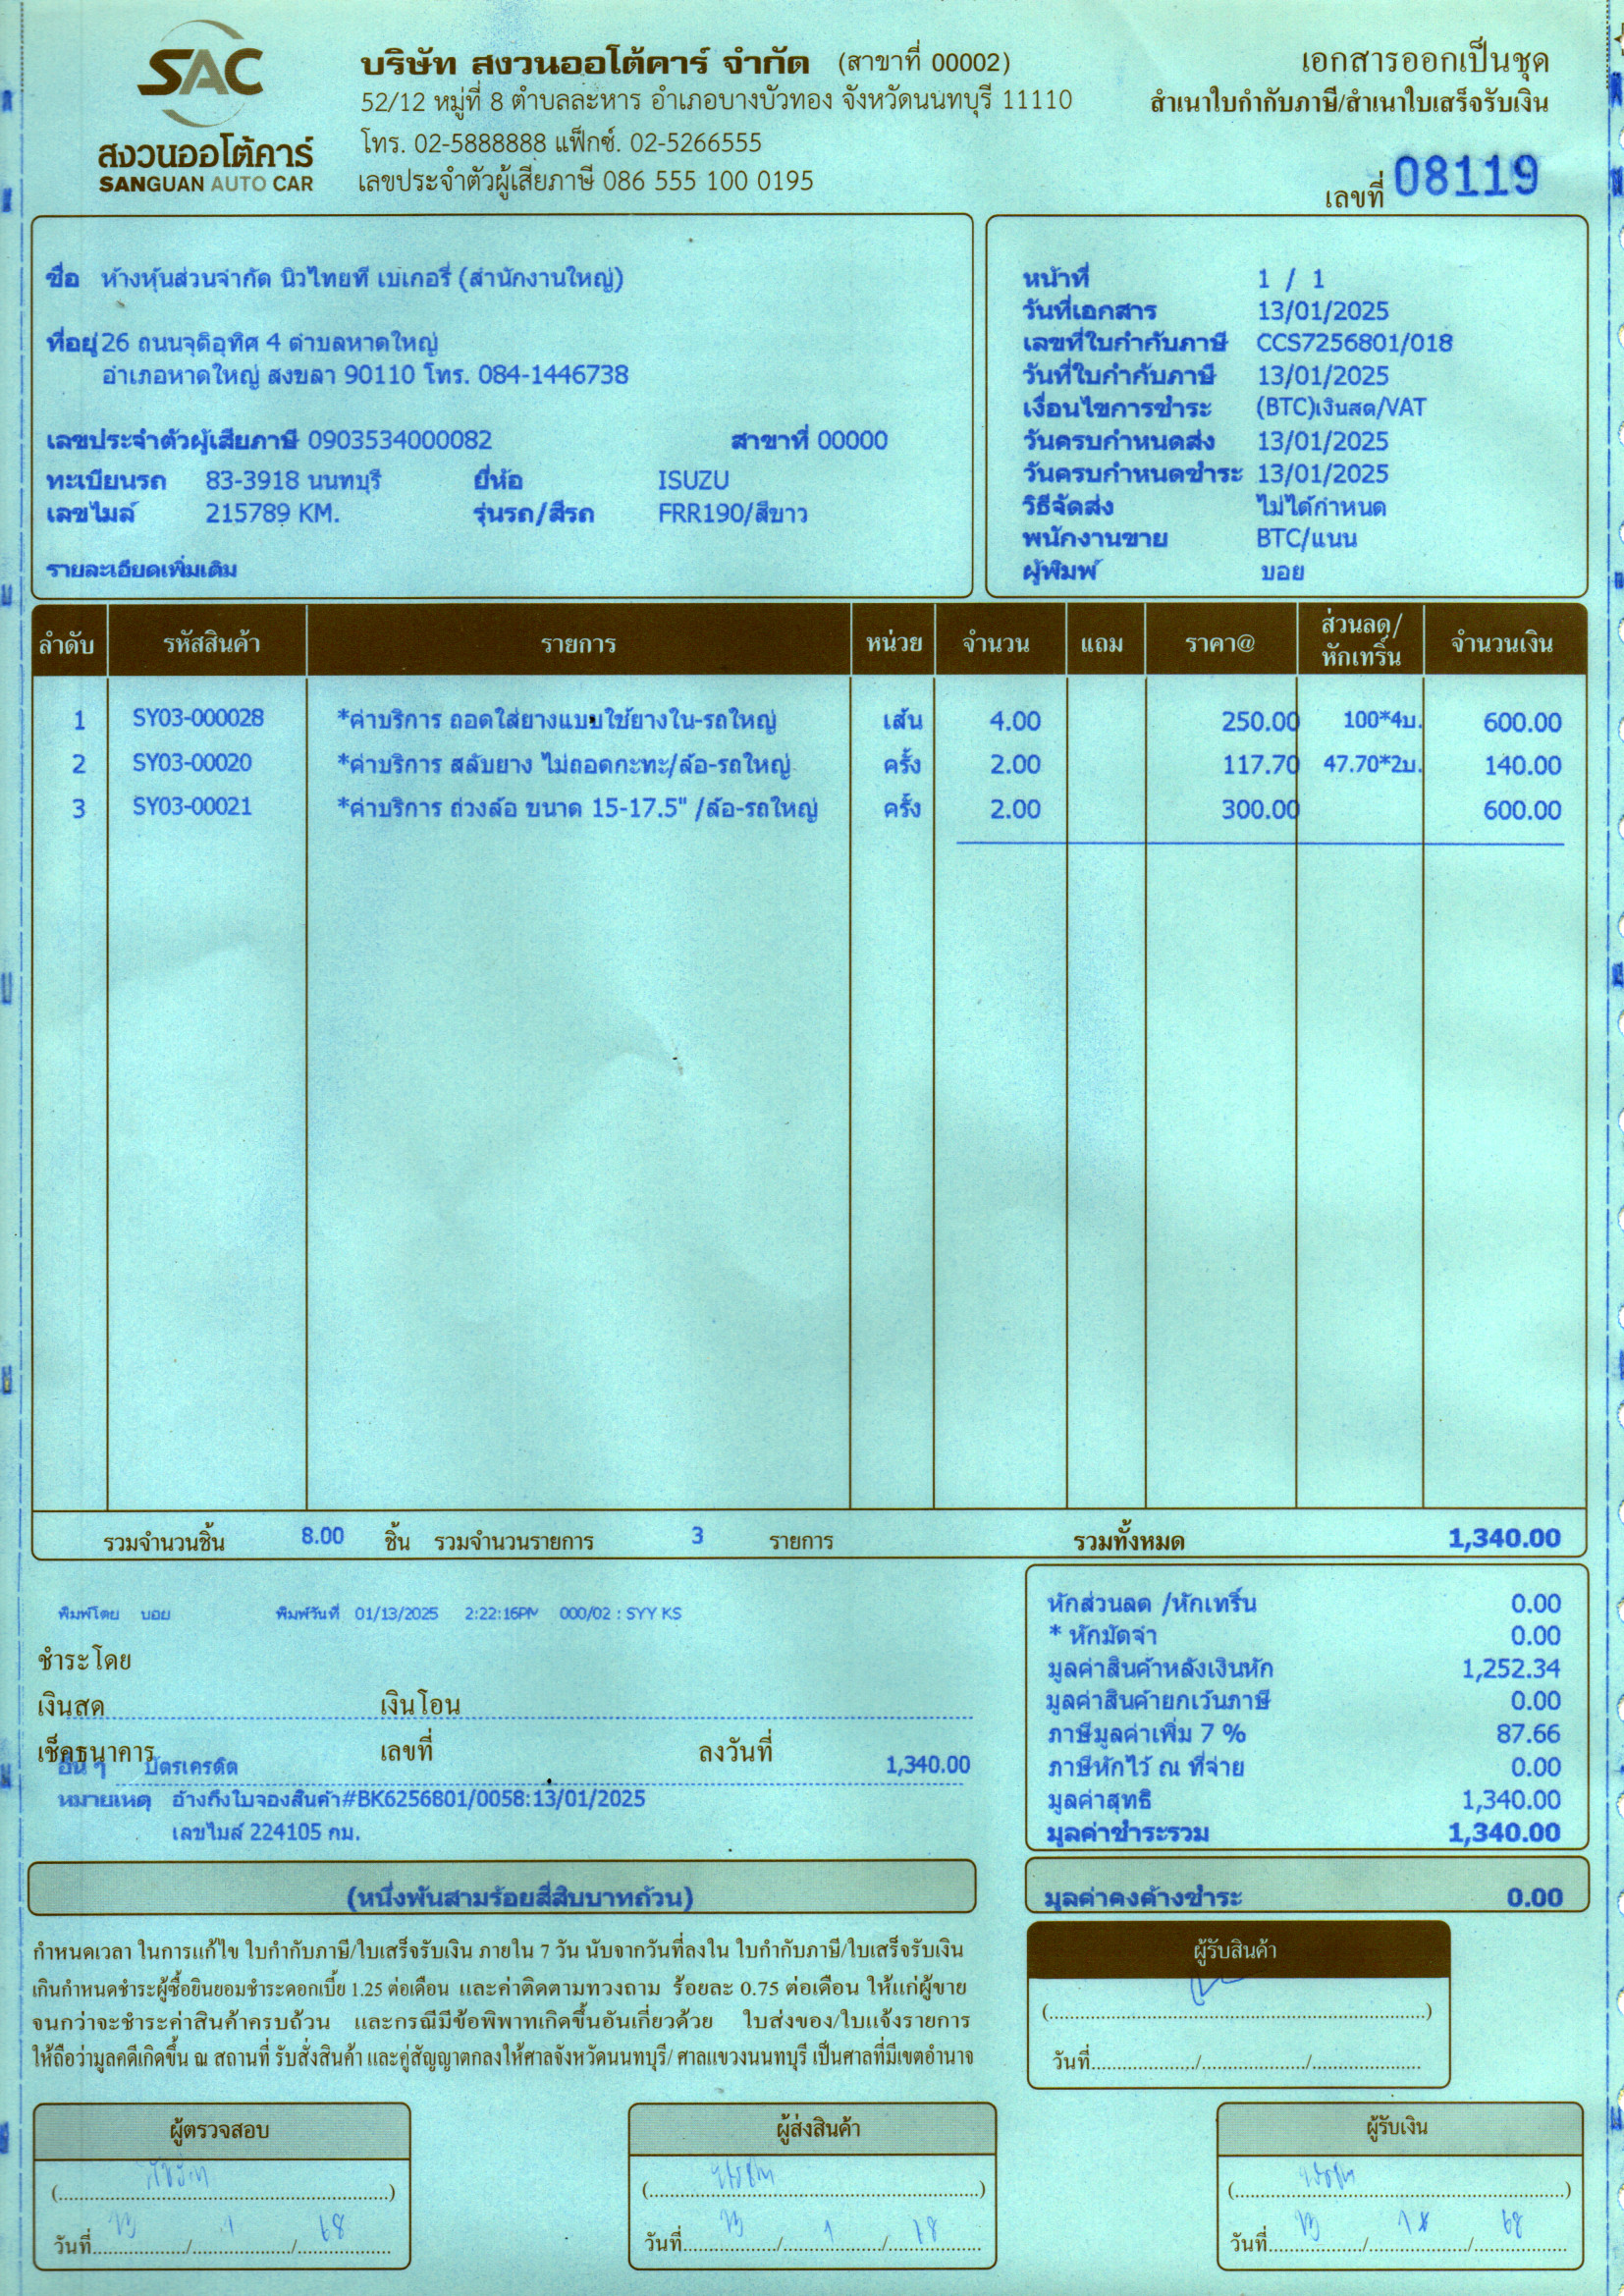 SAC
สงวนออโต้คาร์
SANGUAN AUTO CAR
บริษัท สงวนออโต้คาร์ จำกัด (สาขาที่ 00002)
52/12 หมู่ที่ 8 ตำบลละหาร อำเภอบางบัวทอง จังหวัดนนทบุรี 11110
โทร. 02-5888888 แฟ็กซ์. 02-5266555
เลขประจำตัวผู้เสียภาษี 086 555 100 0195
เอกสารออกเป็นชุด
สำเนาใบกำกับภาษี/สำเนาใบเสร็จรับเงิน
เลขที่ 08119
ชื่อ ห้างหุ้นส่วนจำกัด นิวไทยที เบเกอรี่ (สำนักงานใหญ่)
ที่อยู่ 26 ถนนจุติอุทิศ 4 ตำบลหาดใหญ่
อำเภอหาดใหญ่ สงขลา 90110 โทร. 084-1446738
เลขประจำตัวผู้เสียภาษี 0903534000082 สาขาที่ 00000
ทะเบียนรถ 83-3918 นนทบุรี ยี่ห้อ ISUZU
เลขไมล์ 215789 KM. รุ่นรถ/สีรถ FRR190/สีขาว
รายละเอียดเพิ่มเติม
หน้าที่ 1 / 1
วันที่เอกสาร 13/01/2025
เลขที่ใบกำกับภาษี CCS7256801/018
วันที่ใบกำกับภาษี 13/01/2025
เงื่อนไขการชำระ (BTC)เงินสด/VAT
วันครบกำหนดส่ง 13/01/2025
วันครบกำหนดชำระ 13/01/2025
วิธีจัดส่ง ไม่ได้กำหนด
พนักงานขาย BTC/แนน
ผู้พิมพ์ บอย
ลำดับ รหัสสินค้า รายการ หน่วย จำนวน แถม ราคา@ ส่วนลด/หักเทริ์น จำนวนเงิน
1 SY03-000028 *ค่าบริการ ถอดใส่ยางแบบใช้ยางใน-รถใหญ่ เส้น 4.00 250.00 100*4บ. 600.00
2 SY03-00020 *ค่าบริการ สลับยาง ไม่ถอดกะทะ/ล้อ-รถใหญ่ ครั้ง 2.00 117.70 47.70*2บ. 140.00
3 SY03-00021 *ค่าบริการ ถ่วงล้อ ขนาด 15-17.5" /ล้อ-รถใหญ่ ครั้ง 2.00 300.00 600.00
รวมจำนวนชิ้น 8.00 ชิ้น รวมจำนวนรายการ 3 รายการ รวมทั้งหมด 1,340.00
พิมพ์โดย บอย พิมพ์วันที่ 01/13/2025 2:22:16PM 000/02 : SYY KS
ชำระโดย
เงินสด เงินโอน
เช็คธนาคาร เลขที่ ลงวันที่
อื่น ๆ บัตรเครดิต 1,340.00
หมายเหตุ อ้างถึงใบจองสินค้า#BK6256801/0058:13/01/2025
เลขไมล์ 224105 กม.
หักส่วนลด /หักเทริ์น 0.00
* หักมัดจำ 0.00
มูลค่าสินค้าหลังเงินหัก 1,252.34
มูลค่าสินค้ายกเว้นภาษี 0.00
ภาษีมูลค่าเพิ่ม 7 % 87.66
ภาษีหักไว้ ณ ที่จ่าย 0.00
มูลค่าสุทธิ 1,340.00
มูลค่าชำระรวม 1,340.00
(หนึ่งพันสามร้อยสี่สิบบาทถ้วน)
มูลค่าคงค้างชำระ 0.00
กำหนดเวลา ในการแก้ไข ใบกำกับภาษี/ใบเสร็จรับเงิน ภายใน 7 วัน นับจากวันที่ลงใน ใบกำกับภาษี/ใบเสร็จรับเงิน
เกินกำหนดชำระผู้ซื้อยินยอมชำระดอกเบี้ย 1.25 ต่อเดือน และค่าติดตามทวงถาม ร้อยละ 0.75 ต่อเดือน ให้แก่ผู้ขาย
จนกว่าจะชำระค่าสินค้าครบถ้วน และกรณีมีข้อพิพาทเกิดขึ้นอันเกี่ยวด้วย ใบส่งของ/ใบแจ้งรายการ
ให้ถือว่ามูลคดีเกิดขึ้น ณ สถานที่ รับสั่งสินค้า และคู่สัญญาตกลงให้ศาลจังหวัดนนทบุรี/ ศาลแขวงนนทบุรี เป็นศาลที่มีเขตอำนาจ
ผู้รับสินค้า
(....................)
วันที่........../........../..........
ผู้ตรวจสอบ
วันที่ 13 / 1 / 68
ผู้ส่งสินค้า
วันที่ 13 / 1 / 68
ผู้รับเงิน
วันที่ 13 / / 68